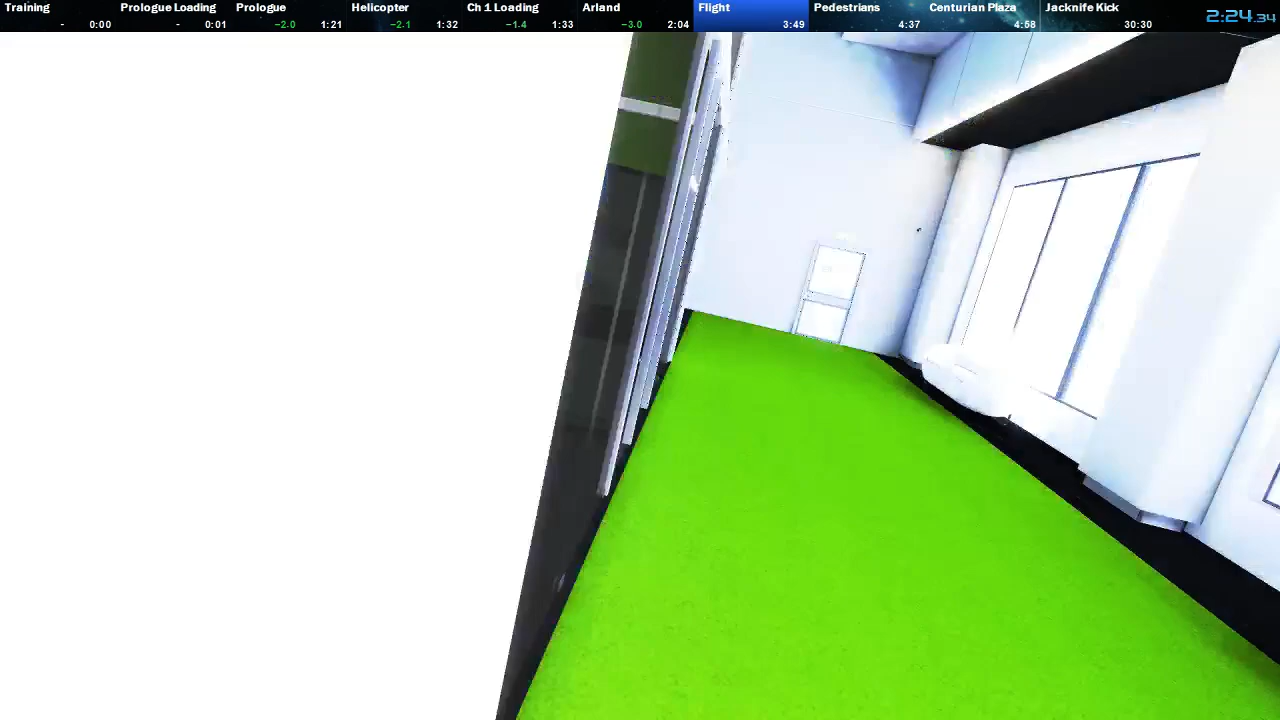 Training Prologue Loading Prologue Helicopter Ch 1 Loading Arland Flight Pedestrians Centurian Plaza Jacknife Kick 2:24.34
- 0:00 - 0:01 -2.0 1:21 -2.1 1:32 -1.4 1:33 -3.0 2:04 3:49 4:37 4:58 30:30